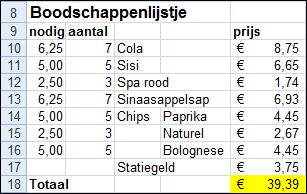 8 Boodschappenlijstje
9 nodig aantal prijs
10 6,25 7 Cola € 8,75
11 5,00 5 Sisi € 6,65
12 2,50 3 Spa rood € 1,74
13 6,25 7 Sinaasappelsap € 6,93
14 5,00 5 Chips Paprika € 4,45
15 2,50 3 Naturel € 2,67
16 5,00 5 Bolognese € 4,45
17 Statiegeld € 3,75
18 Totaal € 39,39